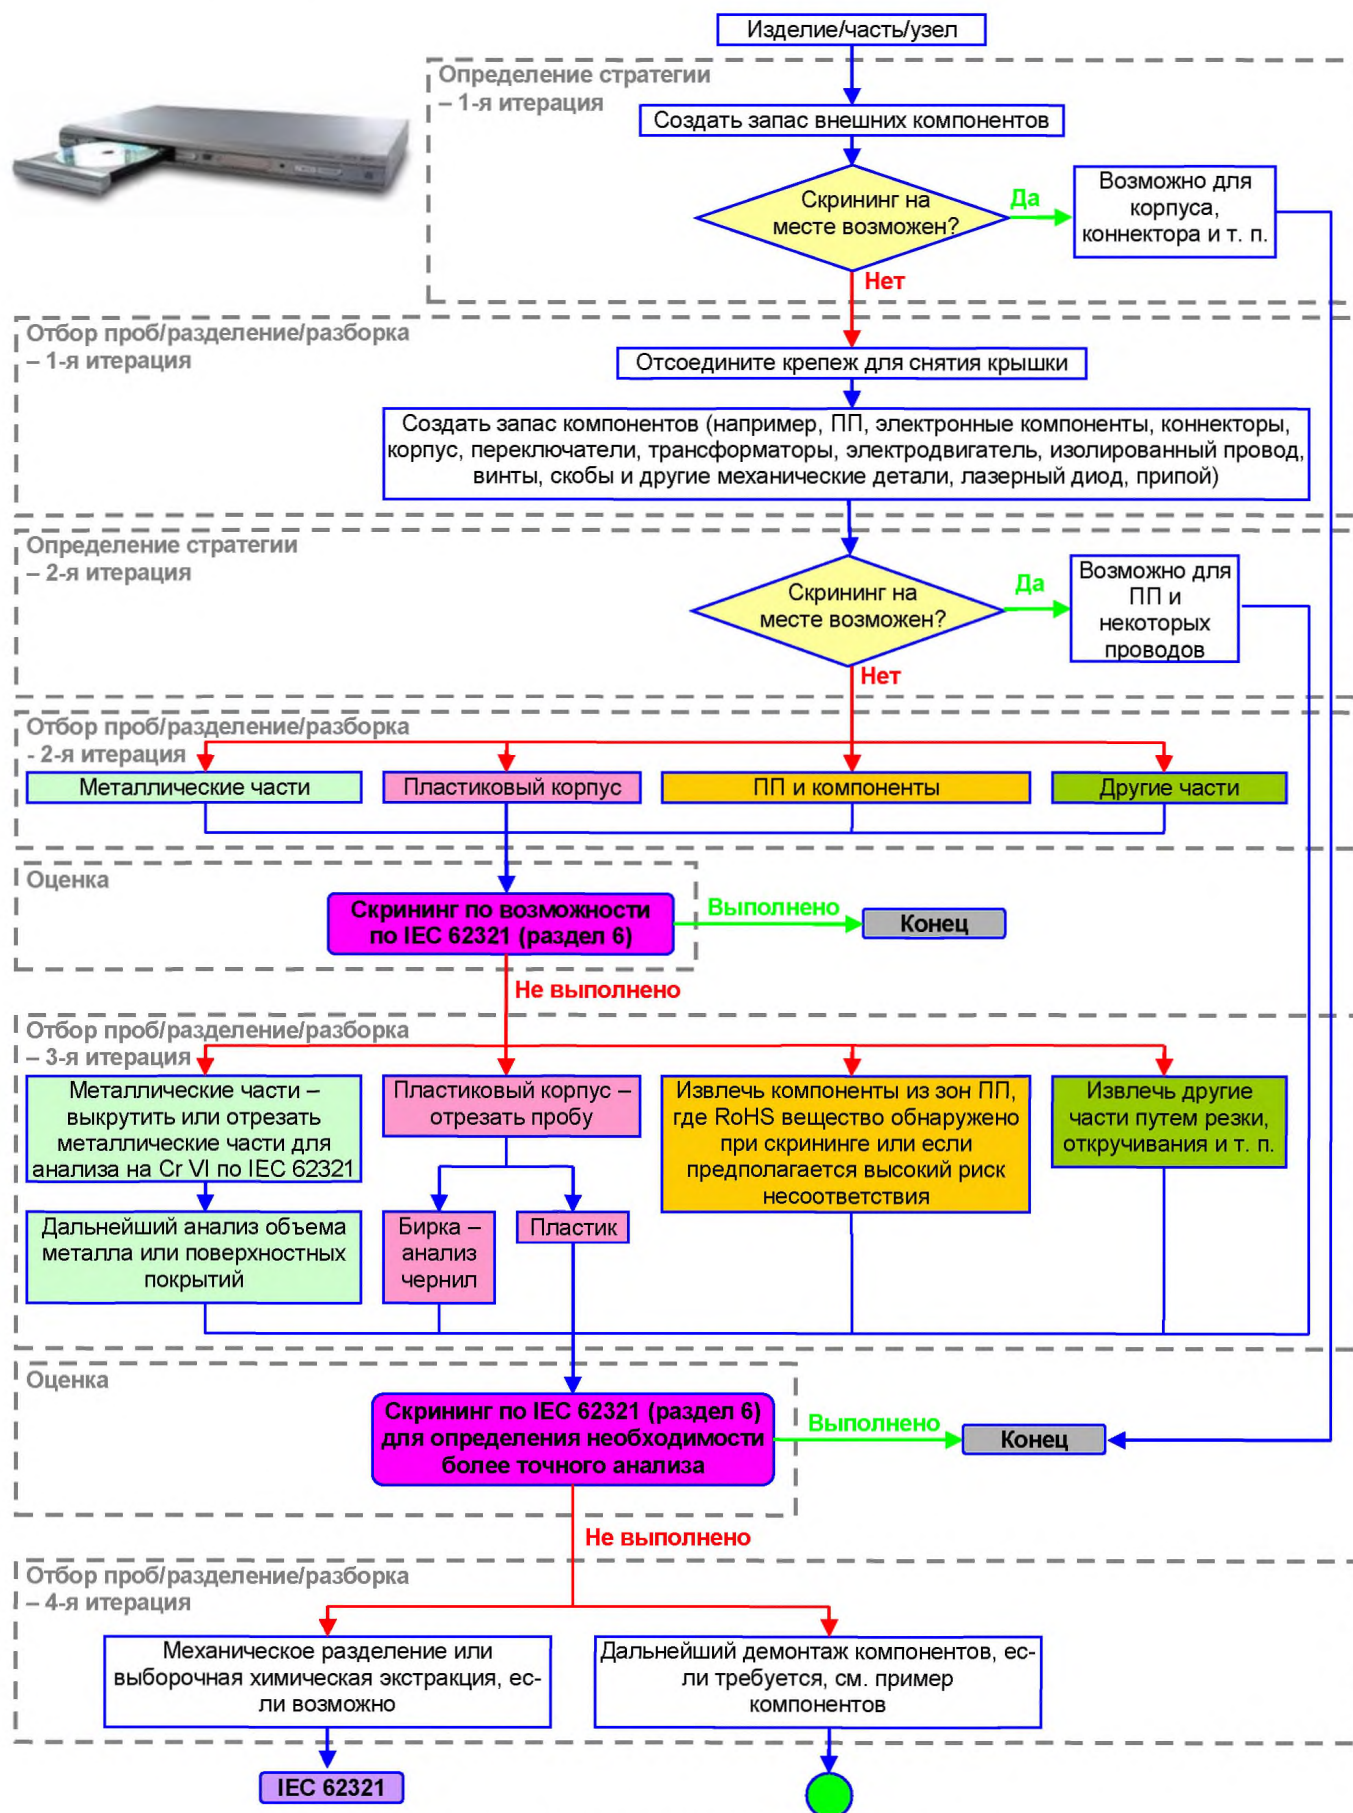 Изделие/часть/узел
Определение стратегии
– 1-я итерация
Создать запас внешних компонентов
Скрининг на
месте возможен?
Да
Возможно для
корпуса,
коннектора и т. п.
Нет
Отбор проб/разделение/разборка
– 1-я итерация
Отсоедините крепеж для снятия крышки
Создать запас компонентов (например, ПП, электронные компоненты, коннекторы,
корпус, переключатели, трансформаторы, электродвигатель, изолированный провод,
винты, скобы и другие механические детали, лазерный диод, припой)
Определение стратегии
– 2-я итерация
Скрининг на
месте возможен?
Да
Возможно для
ПП и
некоторых
проводов
Нет
Отбор проб/разделение/разборка
- 2-я итерация
Металлические части
Пластиковый корпус
ПП и компоненты
Другие части
Оценка
Скрининг по возможности
по IEC 62321 (раздел 6)
Выполнено
Конец
Не выполнено
Отбор проб/разделение/разборка
– 3-я итерация
Металлические части –
выкрутить или отрезать
металлические части для
анализа на Cr VI по IEC 62321
Пластиковый корпус –
отрезать пробу
Извлечь компоненты из зон ПП,
где RoHS вещество обнаружено
при скрининге или если
предполагается высокий риск
несоответствия
Извлечь другие
части путем резки,
откручивания и т. п.
Дальнейший анализ объема
металла или поверхностных
покрытий
Бирка –
анализ
чернил
Пластик
Оценка
Скрининг по IEC 62321 (раздел 6)
для определения необходимости
более точного анализа
Выполнено
Конец
Не выполнено
Отбор проб/разделение/разборка
– 4-я итерация
Механическое разделение или
выборочная химическая экстракция, ес-
ли возможно
Дальнейший демонтаж компонентов, ес-
ли требуется, см. пример
компонентов
IEC 62321